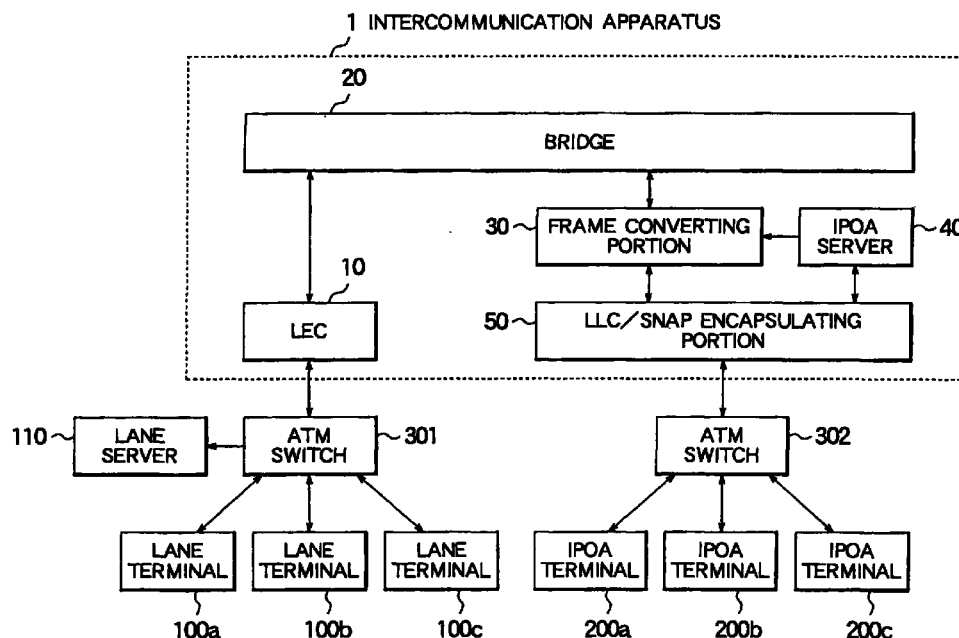 1 INTERCOMMUNICATION APPARATUS
20
BRIDGE
30
FRAME CONVERTING
PORTION
IPOA
SERVER
40
10
LEC
50
LLC/SNAP ENCAPSULATING
PORTION
110
LANE
SERVER
ATM
SWITCH
301
ATM
SWITCH
302
LANE
TERMINAL
LANE
TERMINAL
LANE
TERMINAL
IPOA
TERMINAL
IPOA
TERMINAL
IPOA
TERMINAL
100a
100b
100c
200a
200b
200c